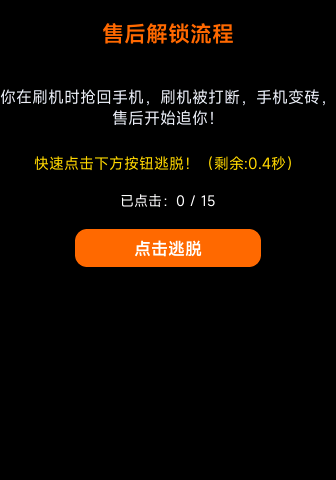 售后解锁流程
你在刷机时抢回手机，刷机被打断，手机变砖，
售后开始追你！
快速点击下方按钮逃脱！（剩余:0.4秒）
已点击：0 / 15
点击逃脱